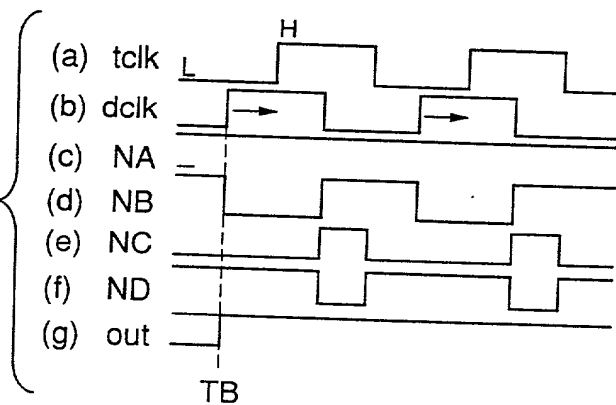 H
(a) tclk L
(b) dclk
(c) NA
(d) NB
(e) NC
(f) ND
(g) out
TB